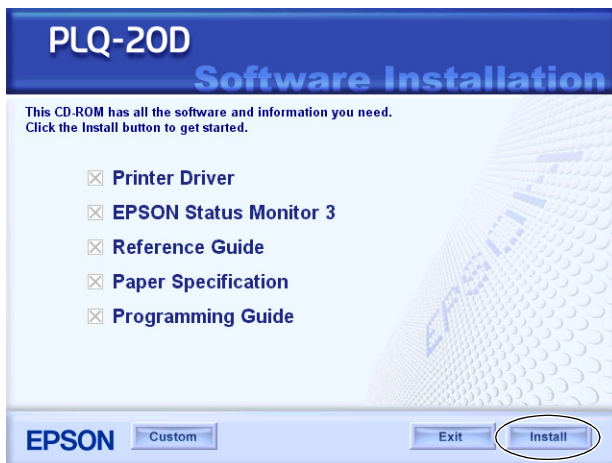 PLQ-20D
Software Installation
This CD-ROM has all the software and information you need.
Click the Install button to get started.
Printer Driver
EPSON Status Monitor 3
Reference Guide
Paper Specification
Programming Guide
EPSON
EPSON
Custom
Exit
Install